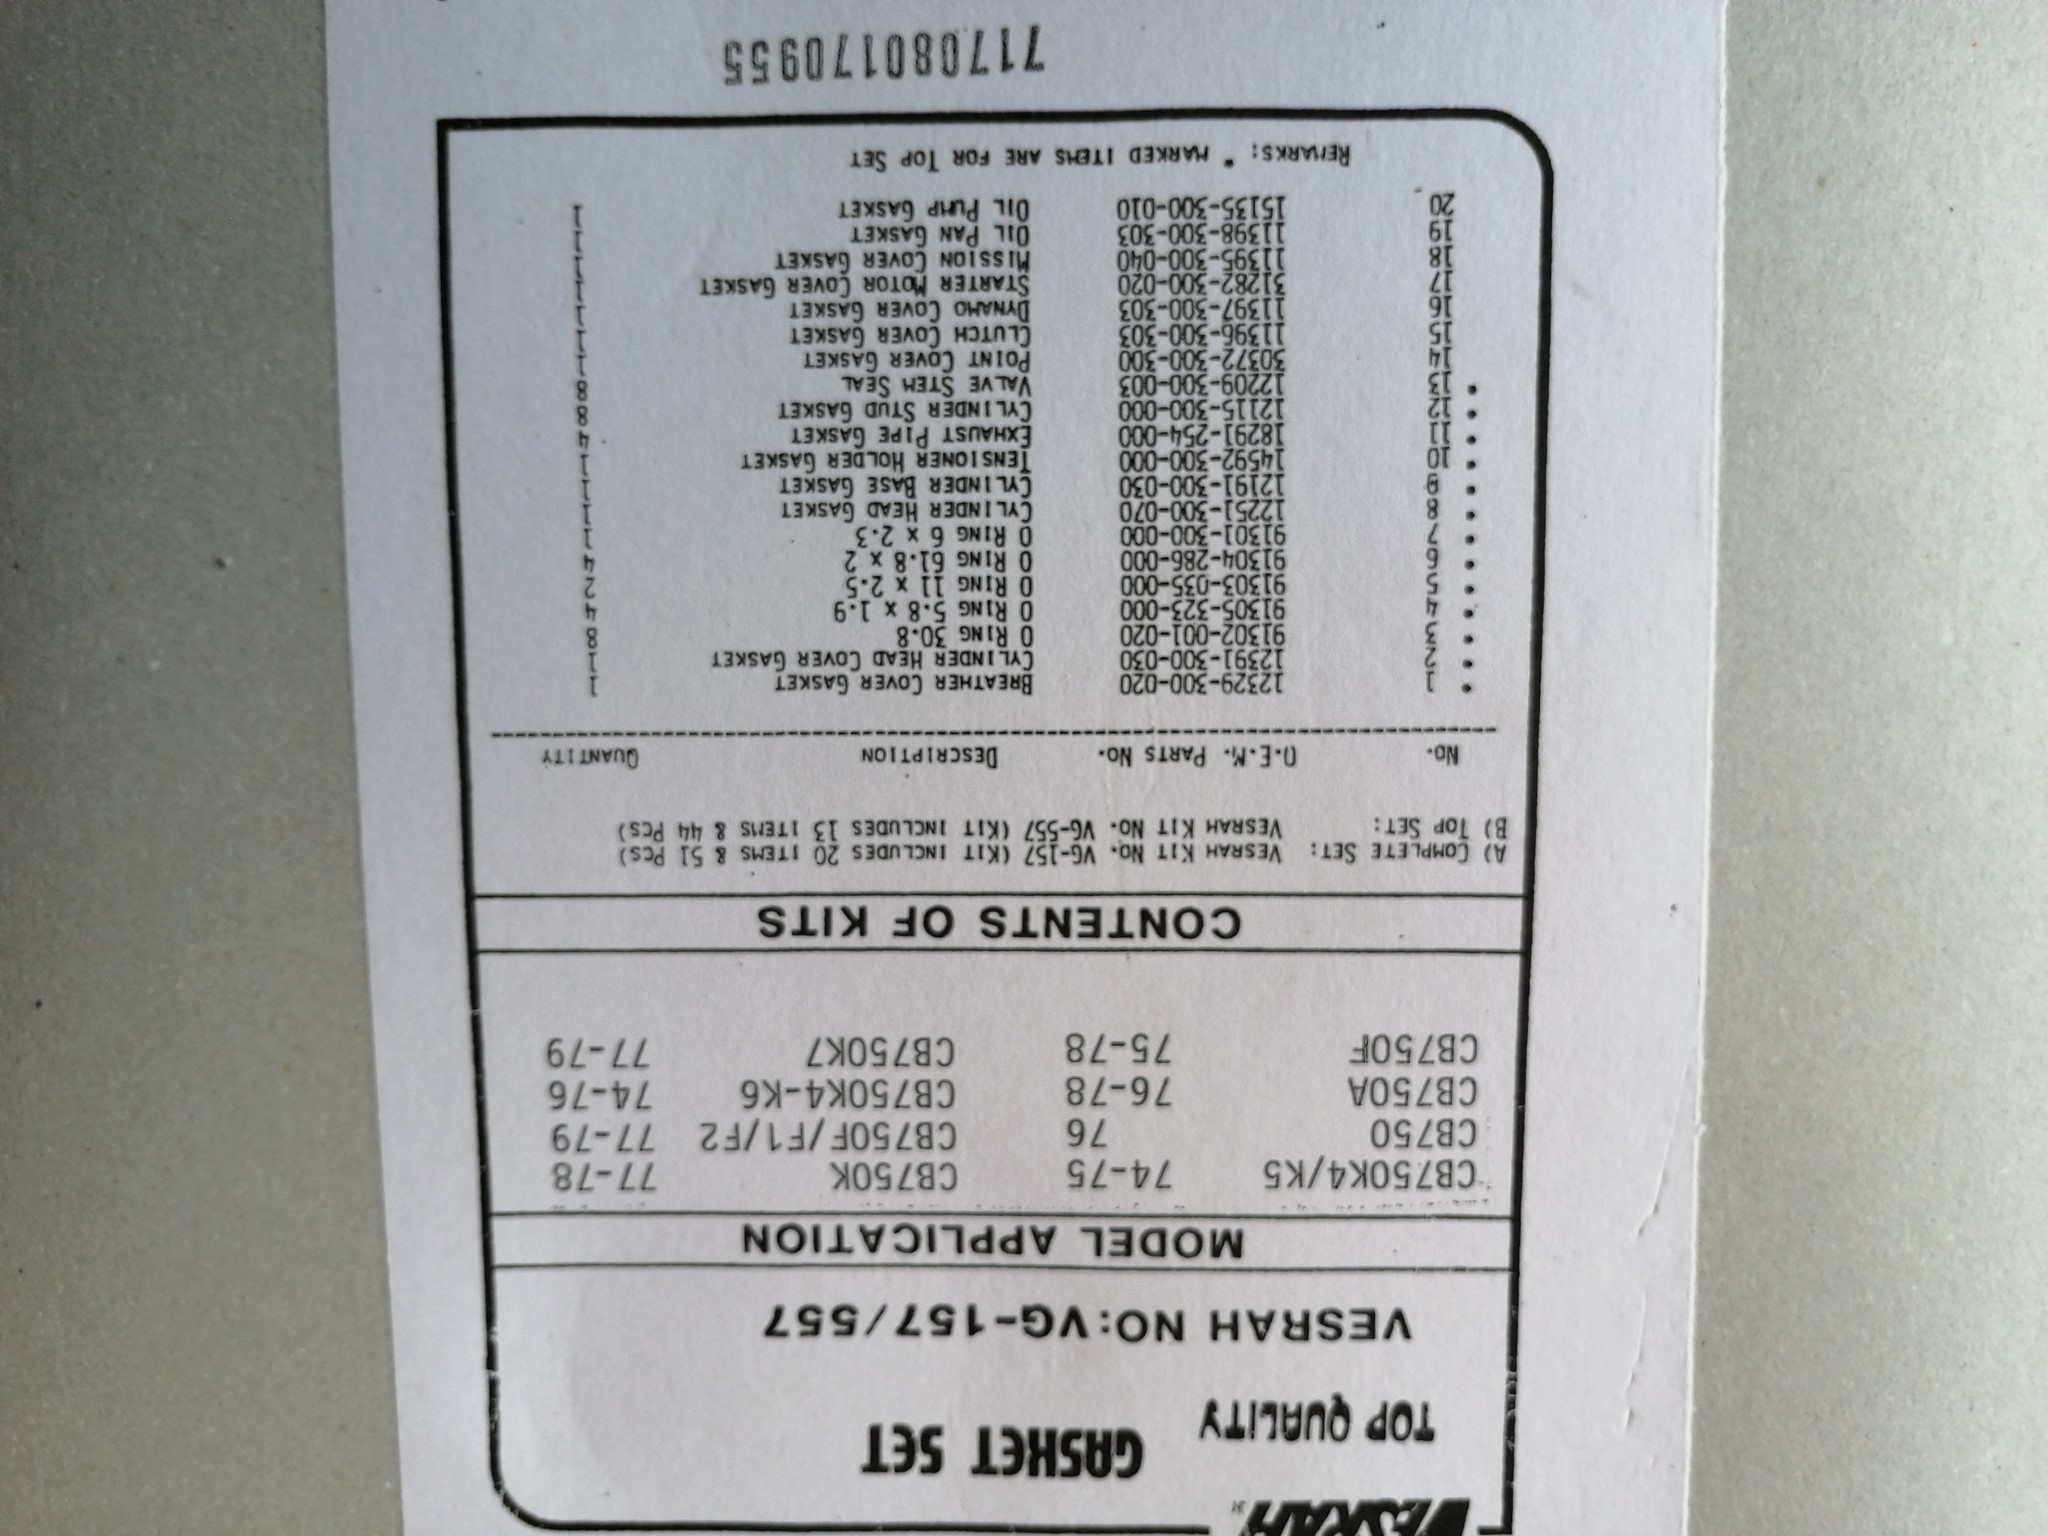 VESRAH
TOP QUALITY GASKET SET
VESRAH NO:VG-157/557
MODEL APPLICATION
CB750K4/K5 74-75 CB750K 77-78
CB750 76 CB750F/F1/F2 77-79
CB750A 76-78 CB750K4-K6 74-76
CB750F 75-78 CB750K7 77-79
CONTENTS OF KITS
A) COMPLETE SET: VESRAH KIT NO. VG-157 (KIT INCLUDES 20 ITEMS & 51 PCS)
B) TOP SET: VESRAH KIT NO. VG-557 (KIT INCLUDES 13 ITEMS & 44 PCS)
NO. O.E.M. PARTS NO. DESCRIPTION QUANTITY
• 1 12329-300-020 BREATHER COVER GASKET 1
• 2 12391-300-030 CYLINDER HEAD COVER GASKET 1
• 3 91302-001-020 O RING 30.8 8
• 4 91305-323-000 O RING 5.8 x 1.9 4
• 5 91303-035-000 O RING 11 x 2.5 2
• 6 91304-286-000 O RING 61.8 x 2 4
• 7 91301-300-000 O RING 6 x 2.3 1
• 8 12251-300-070 CYLINDER HEAD GASKET 1
• 9 12191-300-030 CYLINDER BASE GASKET 1
• 10 14592-300-000 TENSIONER HOLDER GASKET 1
• 11 18291-254-000 EXHAUST PIPE GASKET 4
• 12 12115-300-000 CYLINDER STUD GASKET 8
• 13 12209-300-003 VALVE STEM SEAL 8
14 30372-300-300 POINT COVER GASKET 1
15 11396-300-303 CLUTCH COVER GASKET 1
16 11397-300-303 DYNAMO COVER GASKET 1
17 31282-300-020 STARTER MOTOR COVER GASKET 1
18 11395-300-040 MISSION COVER GASKET 1
19 11398-300-303 OIL PAN GASKET 1
20 15135-300-010 OIL PUMP GASKET 1
REMARKS: * MARKED ITEMS ARE FOR TOP SET
717080170955